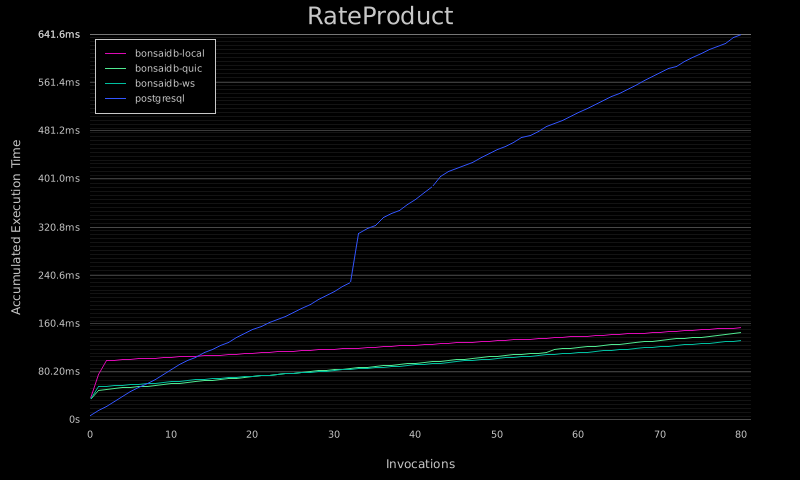 RateProduct
641.6ms
bonsaidb-local
bonsaidb-quic
bonsaidb-ws
postgresql
561.4ms
481.2ms
401.0ms
320.8ms
240.6ms
160.4ms
80.20ms
0s
Accumulated Execution Time
0 10 20 30 40 50 60 70 80
Invocations